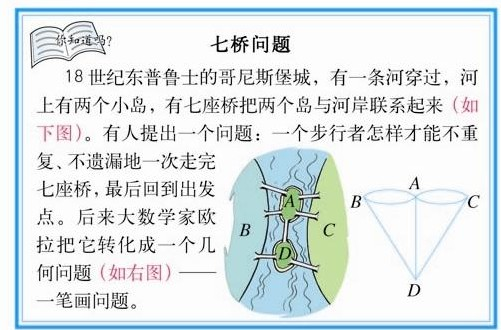 你知道吗?
七桥问题
18世纪东普鲁士的哥尼斯堡城，有一条河穿过，河
上有两个小岛，有七座桥把两个岛与河岸联系起来（如
下图）。有人提出一个问题：一个步行者怎样才能不重
复、不遗漏地一次走完
七座桥，最后回到出发
点。后来大数学家欧
拉把它转化成一个几
何问题（如右图）——
一笔画问题。
A
B
C
D
A
B
C
D